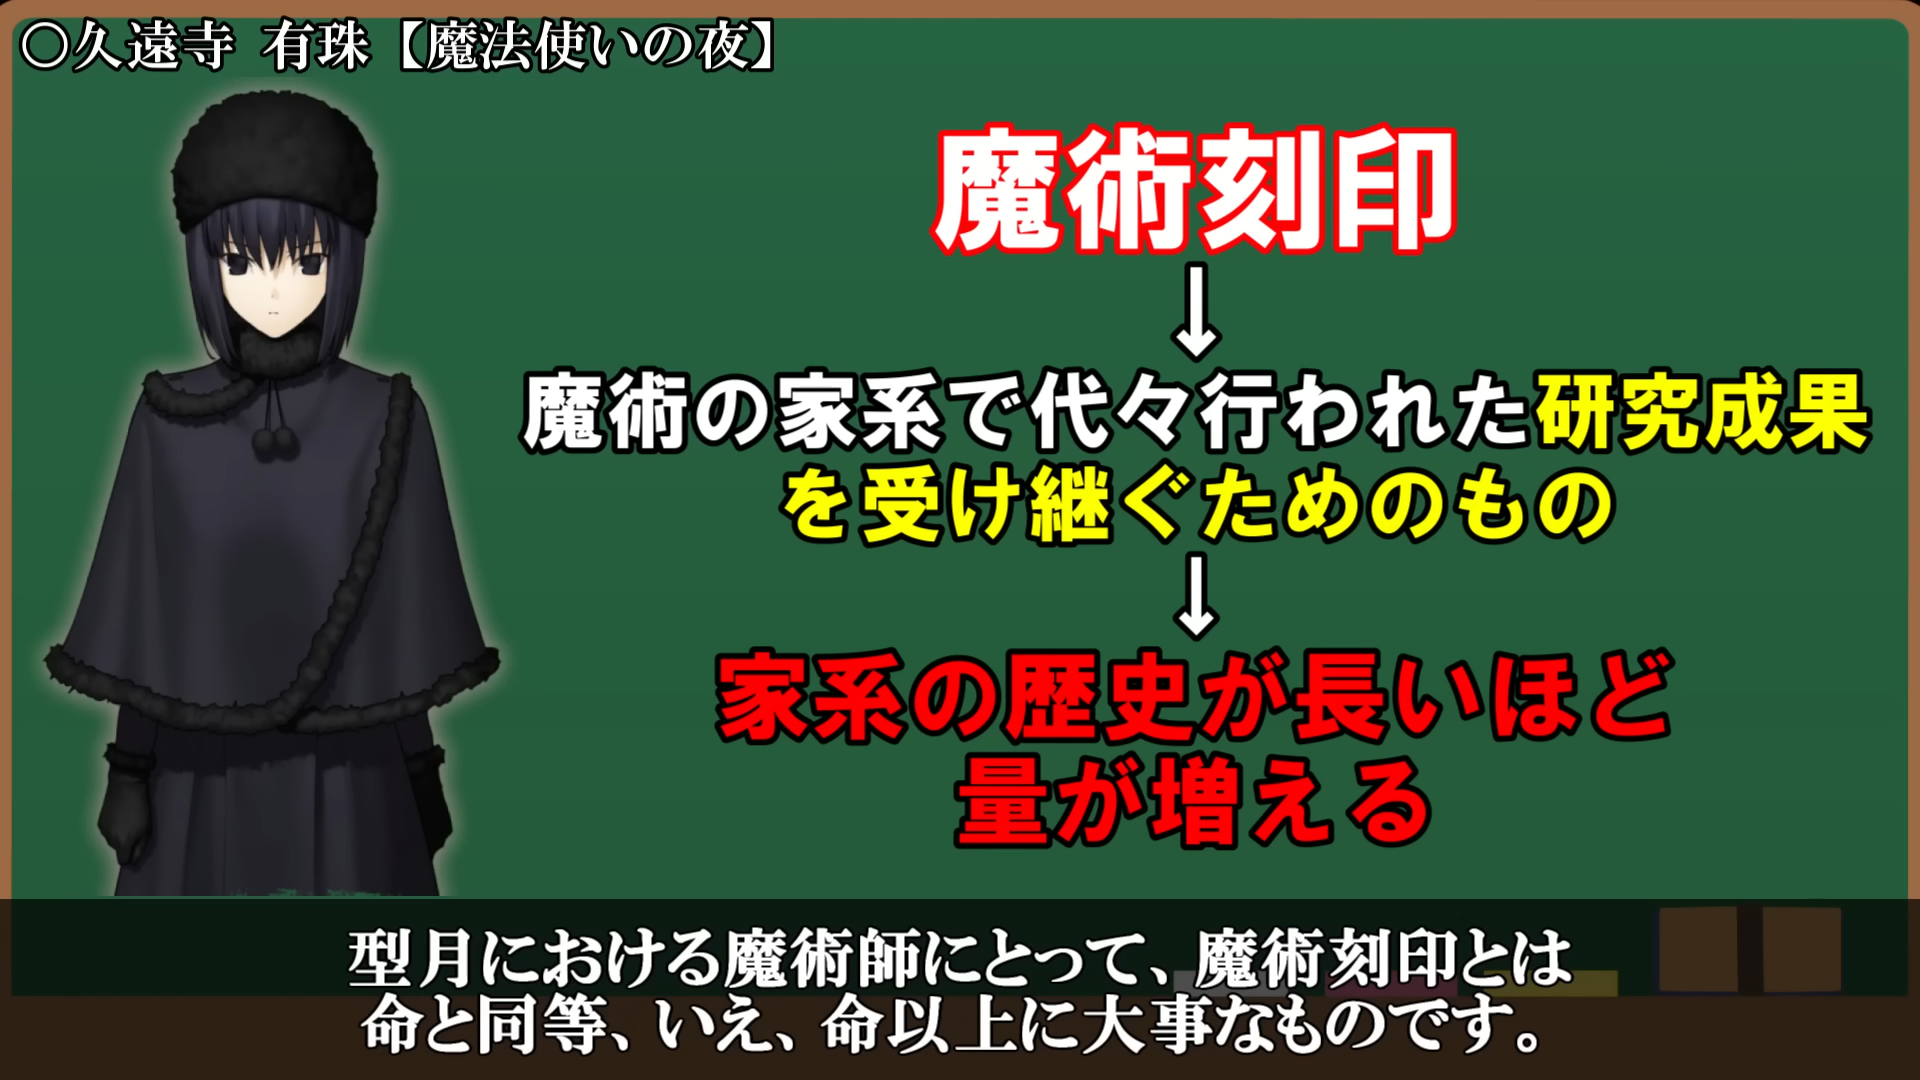 〇久遠寺 有珠【魔法使いの夜】
魔術刻印
↓
魔術の家系で代々行われた研究成果
を受け継ぐためのもの
↓
家系の歴史が長いほど
量が増える
型月における魔術師にとって、魔術刻印とは
命と同等、いえ、命以上に大事なものです。